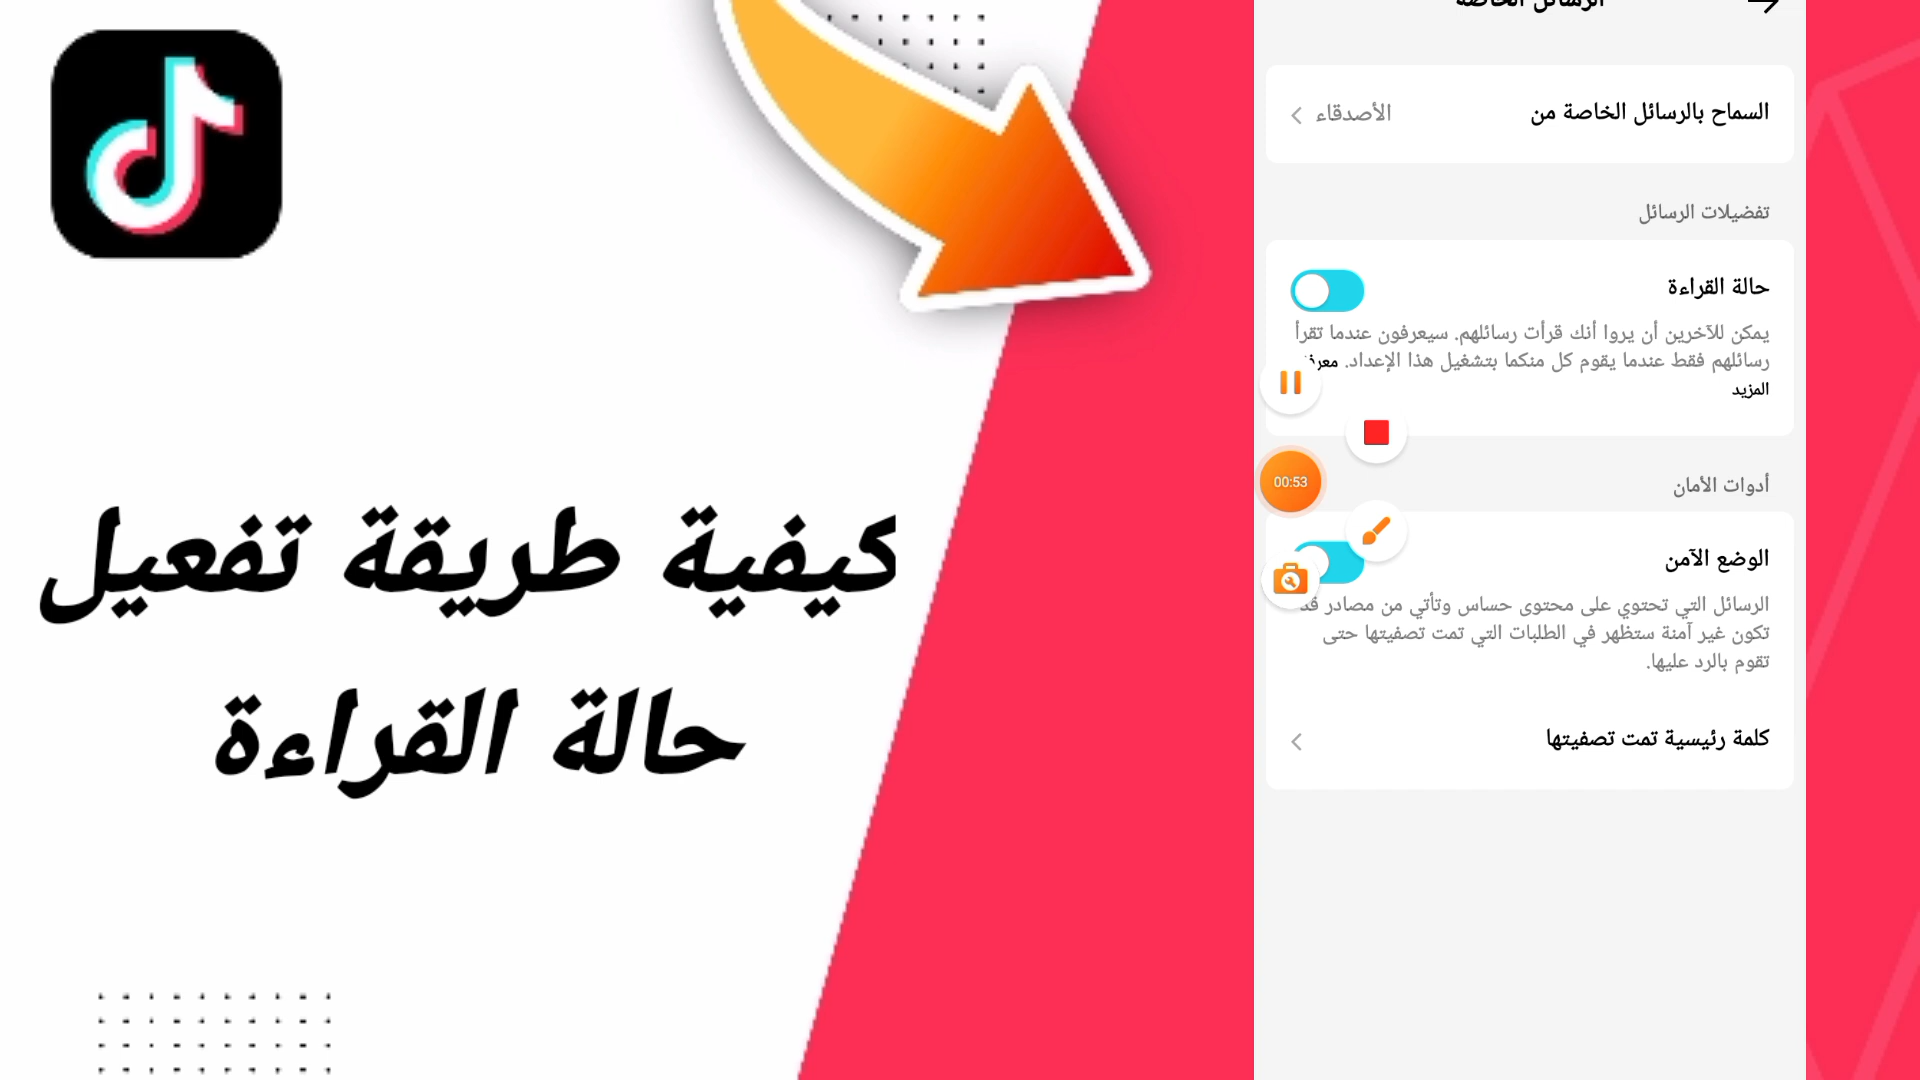 كيفية طريقة تفعيل
حالة القراءة
الرسائل الخاصة
السماح بالرسائل الخاصة من
الأصدقاء
تفضيلات الرسائل
حالة القراءة
يمكن للآخرين أن يروا أنك قرأت رسائلهم. سيعرفون عندما تقرأ
رسائلهم فقط عندما يقوم كل منكما بتشغيل هذا الإعداد.
المزيد
00:53
أدوات الأمان
الوضع الآمن
الرسائل التي تحتوي على محتوى حساس وتأتي من مصادر قد
تكون غير آمنة ستظهر في الطلبات التي تمت تصفيتها حتى
تقوم بالرد عليها.
كلمة رئيسية تمت تصفيتها